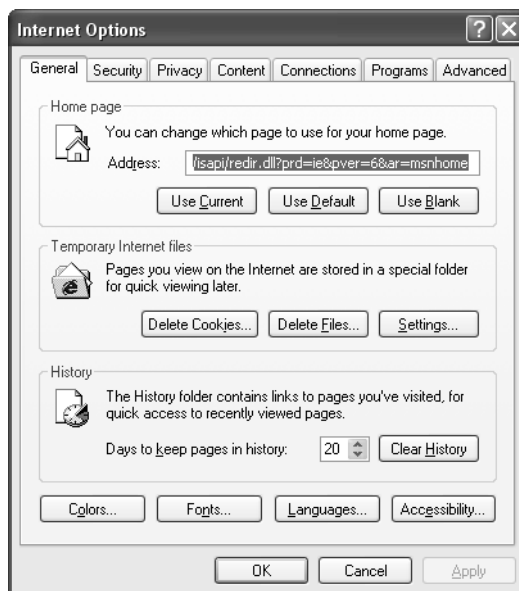 Internet Options
General Security Privacy Content Connections Programs Advanced
Home page
You can change which page to use for your home page.
Address: /isapi/redir.dll?prd=ie&pver=6&ar=msnhome
Use Current Use Default Use Blank
Temporary Internet files
Pages you view on the Internet are stored in a special folder
for quick viewing later.
Delete Cookies... Delete Files... Settings...
History
The History folder contains links to pages you've visited, for
quick access to recently viewed pages.
Days to keep pages in history: 20 Clear History
Colors... Fonts... Languages... Accessibility...
OK Cancel Apply